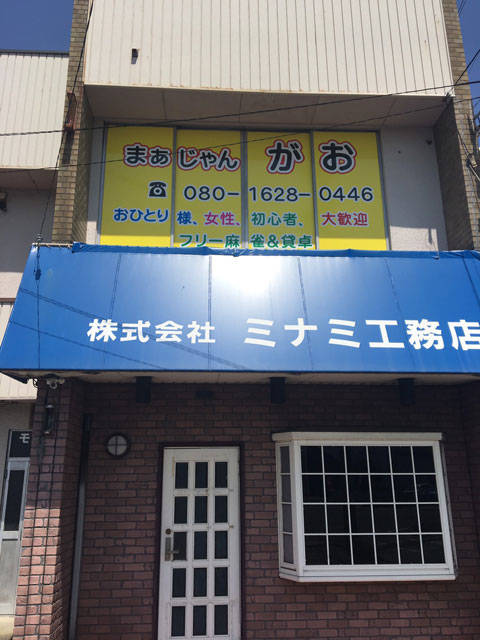 まぁじゃん がお
☎ 080-1628-0446
おひとり様、女性、初心者、大歓迎
フリー麻雀&貸卓
株式会社 ミナミ工務店
モ